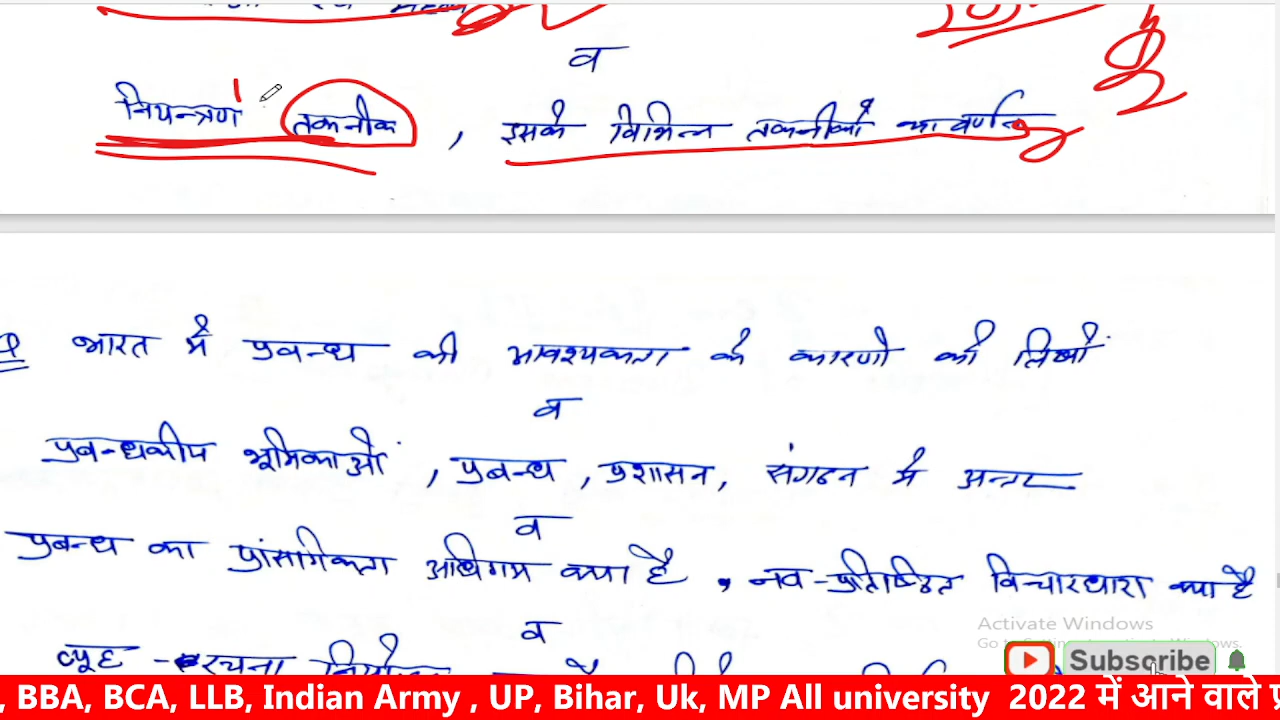 व
नियन्त्रण तकनीक , इसके विभिन्न तकनीकों का वर्णन
भारत में प्रबन्ध की आवश्यकता के कारणो को लिखों
व
प्रबन्धकीय भूमिकाओं , प्रबन्ध , प्रशासन , संगठन में अन्तर
व
प्रबन्ध का प्रांसगिकता अधिगम क्या है , नव-प्रतिष्ठित विचारधारा क्या है
व
व्यूह - रचना
Activate Windows
Subscribe
, BBA, BCA, LLB, Indian Army , UP, Bihar, Uk, MP All university 2022 में आने वाले